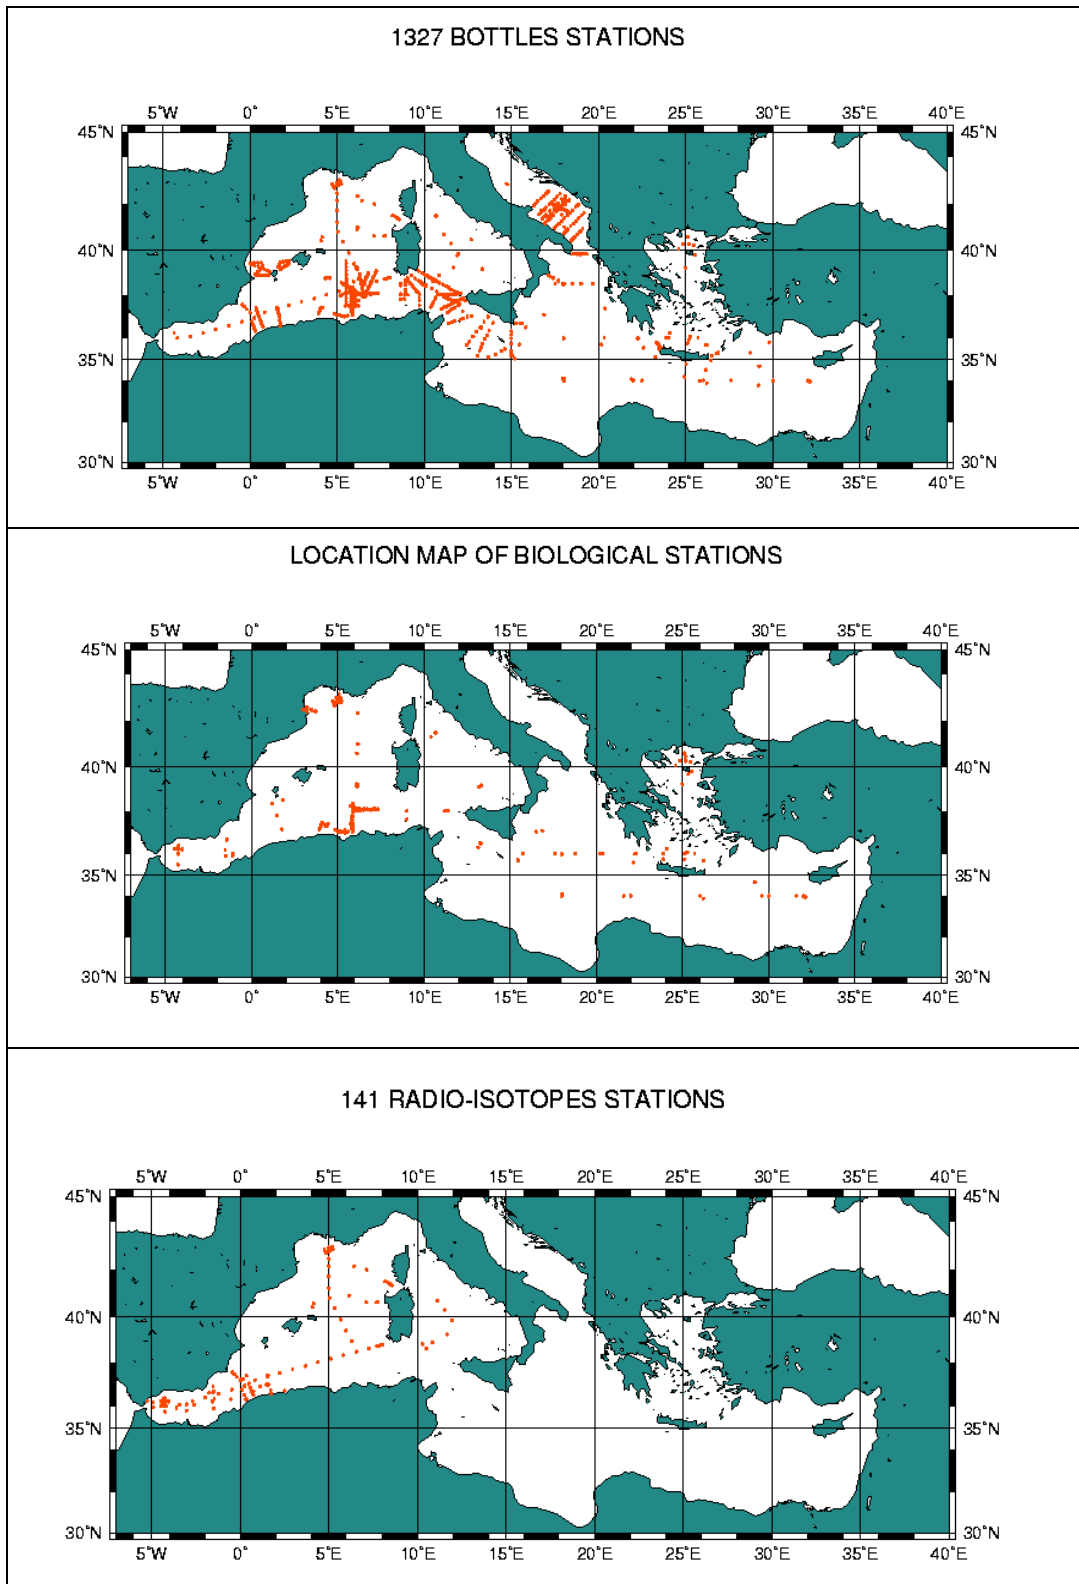 1327 BOTTLES STATIONS
5°W 0° 5°E 10°E 15°E 20°E 25°E 30°E 35°E 40°E
45°N 45°N
40°N 40°N
35°N 35°N
30°N 30°N
5°W 0° 5°E 10°E 15°E 20°E 25°E 30°E 35°E 40°E
LOCATION MAP OF BIOLOGICAL STATIONS
5°W 0° 5°E 10°E 15°E 20°E 25°E 30°E 35°E 40°E
45°N 45°N
40°N 40°N
35°N 35°N
30°N 30°N
5°W 0° 5°E 10°E 15°E 20°E 25°E 30°E 35°E 40°E
141 RADIO-ISOTOPES STATIONS
5°W 0° 5°E 10°E 15°E 20°E 25°E 30°E 35°E 40°E
45°N 45°N
40°N 40°N
35°N 35°N
30°N 30°N
5°W 0° 5°E 10°E 15°E 20°E 25°E 30°E 35°E 40°E